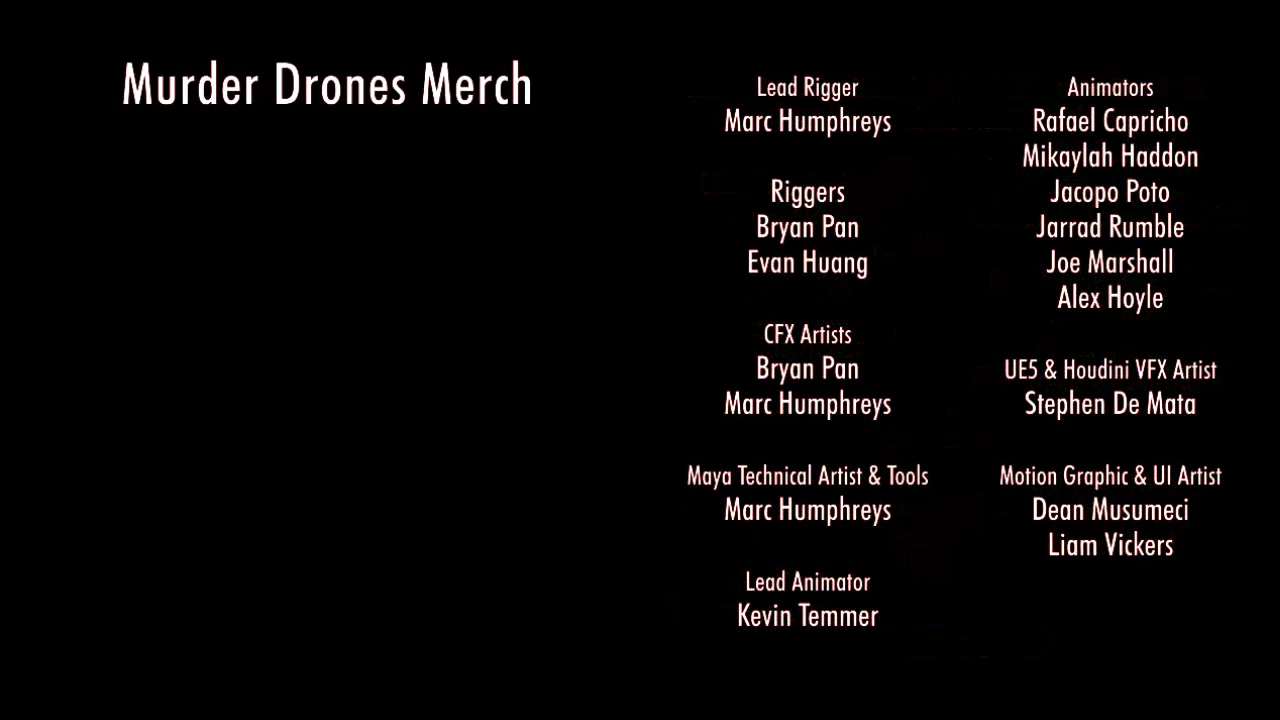 Murder Drones Merch
Lead Rigger
Marc Humphreys
Riggers
Bryan Pan
Evan Huang
CFX Artists
Bryan Pan
Marc Humphreys
Maya Technical Artist & Tools
Marc Humphreys
Lead Animator
Kevin Temmer
Animators
Rafael Capricho
Mikaylah Haddon
Jacopo Poto
Jarrad Rumble
Joe Marshall
Alex Hoyle
UE5 & Houdini VFX Artist
Stephen De Mata
Motion Graphic & UI Artist
Dean Musumeci
Liam Vickers